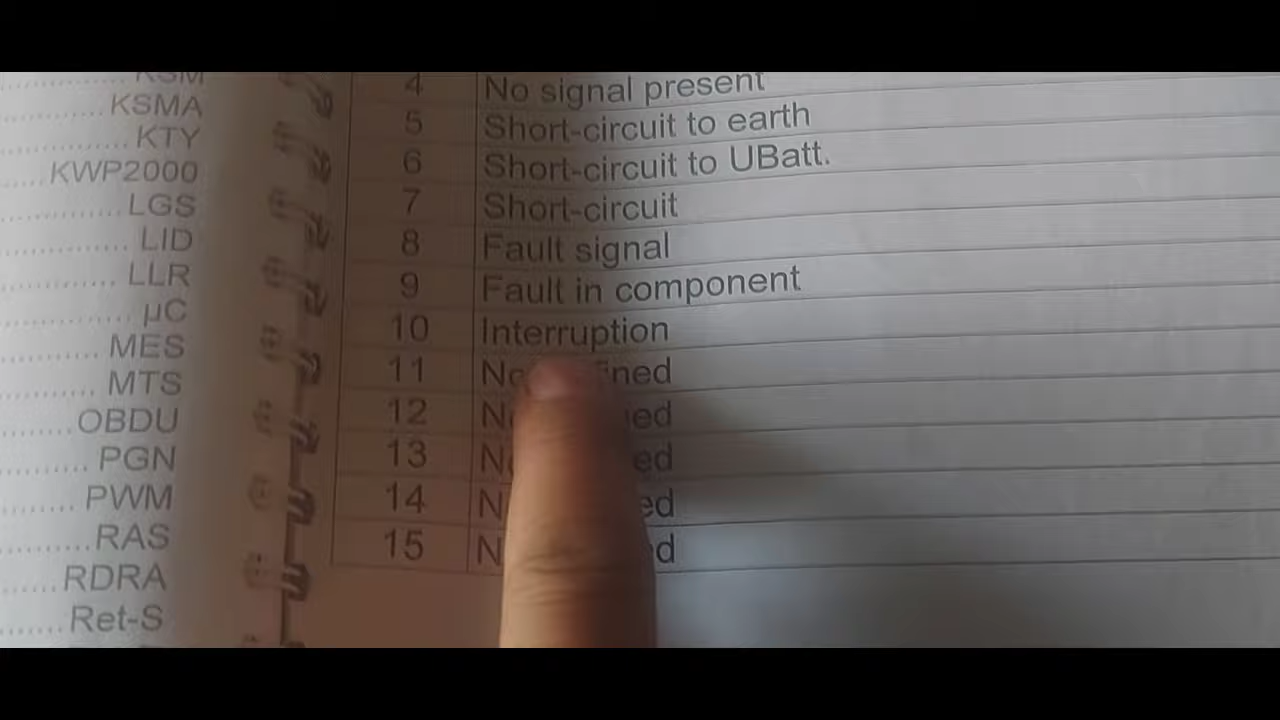 KSM
KSMA
KTY
KWP2000
LGS
LID
LLR
µC
MES
MTS
OBDU
PGN
PWM
RAS
RDRA
Ret-S
4 No signal present
5 Short-circuit to earth
6 Short-circuit to UBatt.
7 Short-circuit
8 Fault signal
9 Fault in component
10 Interruption
11
12
13
14
15